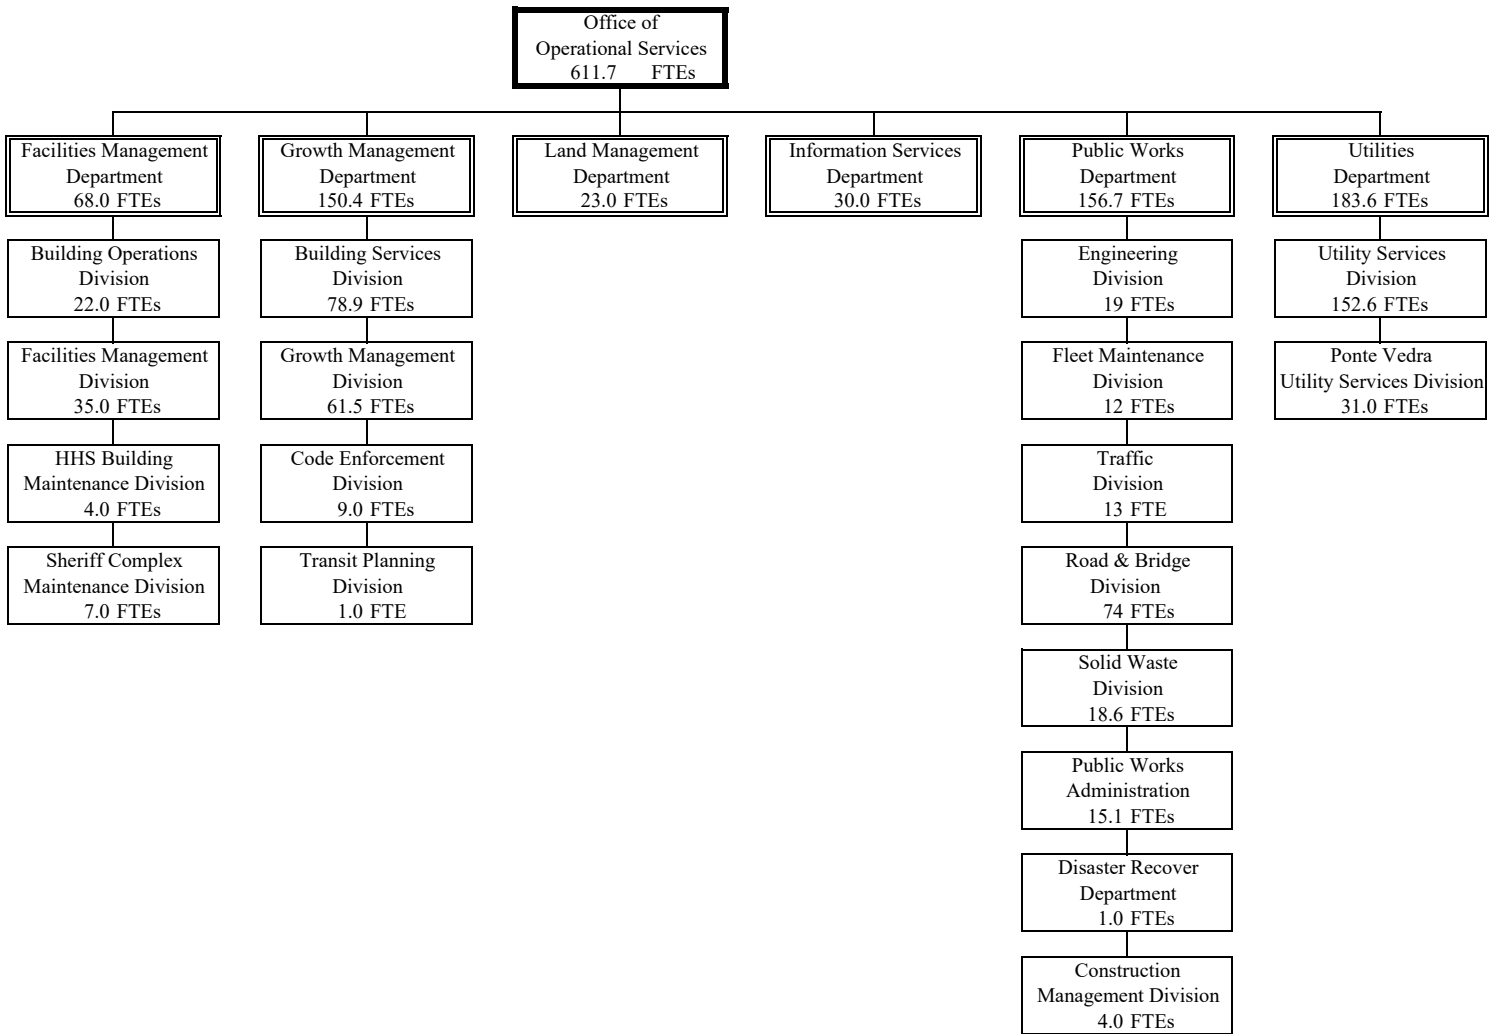 Office of
Operational Services
611.7 FTEs
Facilities Management
Department
68.0 FTEs
Growth Management
Department
150.4 FTEs
Land Management
Department
23.0 FTEs
Information Services
Department
30.0 FTEs
Public Works
Department
156.7 FTEs
Utilities
Department
183.6 FTEs
Building Operations
Division
22.0 FTEs
Building Services
Division
78.9 FTEs
Engineering
Division
19 FTEs
Utility Services
Division
152.6 FTEs
Facilities Management
Division
35.0 FTEs
Growth Management
Division
61.5 FTEs
Fleet Maintenance
Division
12 FTEs
Ponte Vedra
Utility Services Division
31.0 FTEs
HHS Building
Maintenance Division
4.0 FTEs
Code Enforcement
Division
9.0 FTEs
Traffic
Division
13 FTE
Sheriff Complex
Maintenance Division
7.0 FTEs
Transit Planning
Division
1.0 FTE
Road & Bridge
Division
74 FTEs
Solid Waste
Division
18.6 FTEs
Public Works
Administration
15.1 FTEs
Disaster Recover
Department
1.0 FTEs
Construction
Management Division
4.0 FTEs